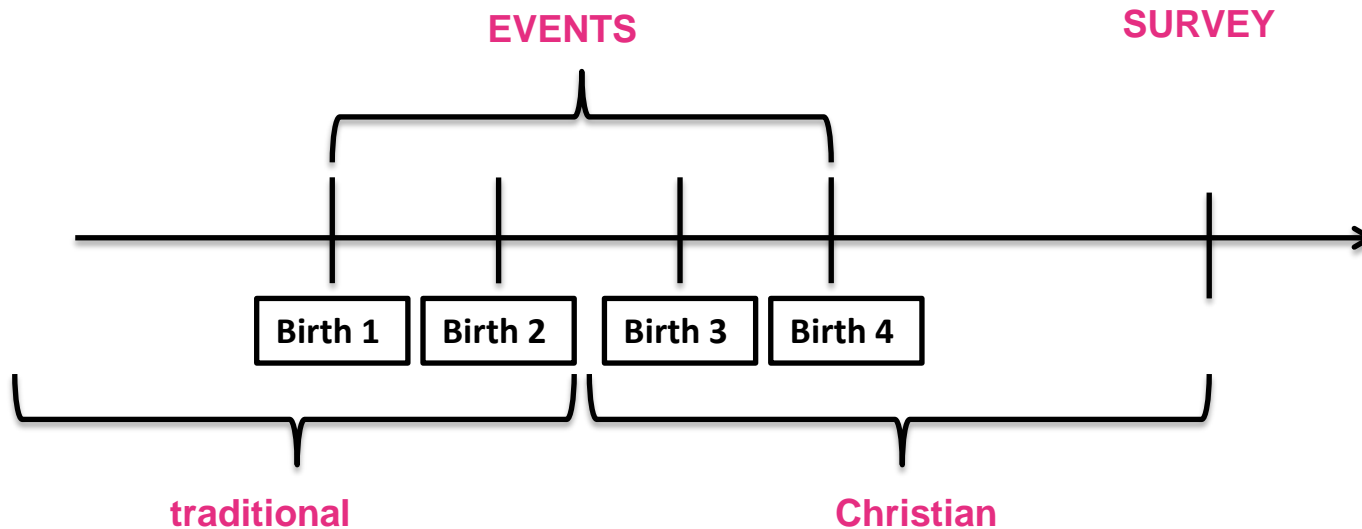 EVENTS
SURVEY
Birth 1
Birth 2
Birth 3
Birth 4
traditional
Christian